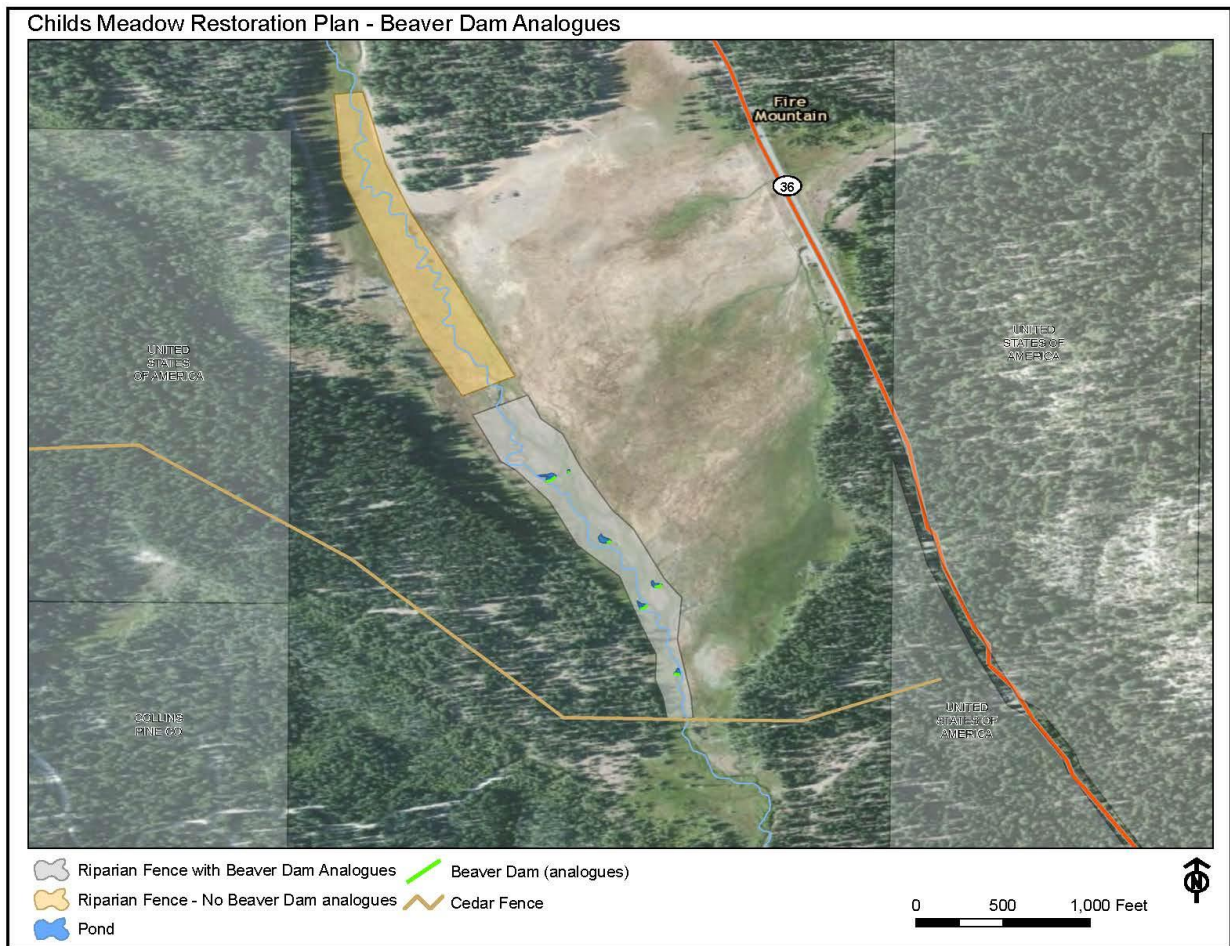 Childs Meadow Restoration Plan - Beaver Dam Analogues
Fire
Mountain
36
UNITED
STATES OF
AMERICA
UNITED
STATES
OF AMERICA
COLLINS
PINE CO
UNITED
STATES OF
AMERICA
Riparian Fence with Beaver Dam Analogues
Riparian Fence - No Beaver Dam analogues
Pond
Beaver Dam (analogues)
Cedar Fence
0 500 1,000 Feet
N